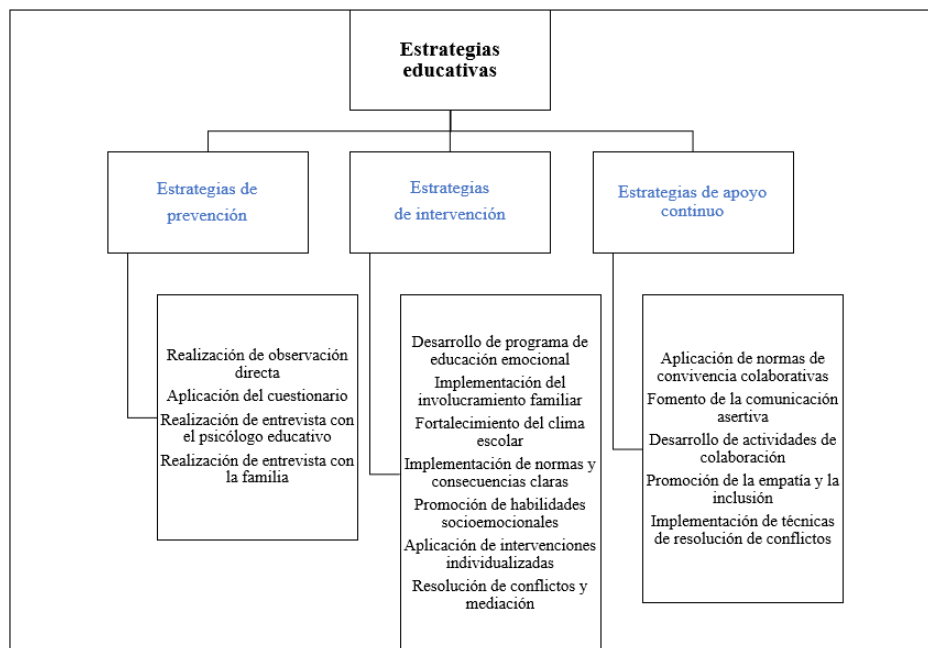 Estrategias
educativas
Estrategias de
prevención
Estrategias
de intervención
Estrategias de apoyo
continuo
Realización de observación
directa
Aplicación del cuestionario
Realización de entrevista con
el psicólogo educativo
Realización de entrevista con
la familia
Desarrollo de programa de
educación emocional
Implementación del
involucramiento familiar
Fortalecimiento del clima
escolar
Implementación de normas y
consecuencias claras
Promoción de habilidades
socioemocionales
Aplicación de intervenciones
individualizadas
Resolución de conflictos y
mediación
Aplicación de normas de
convivencia colaborativas
Fomento de la comunicación
asertiva
Desarrollo de actividades de
colaboración
Promoción de la empatía y la
inclusión
Implementación de técnicas
de resolución de conflictos